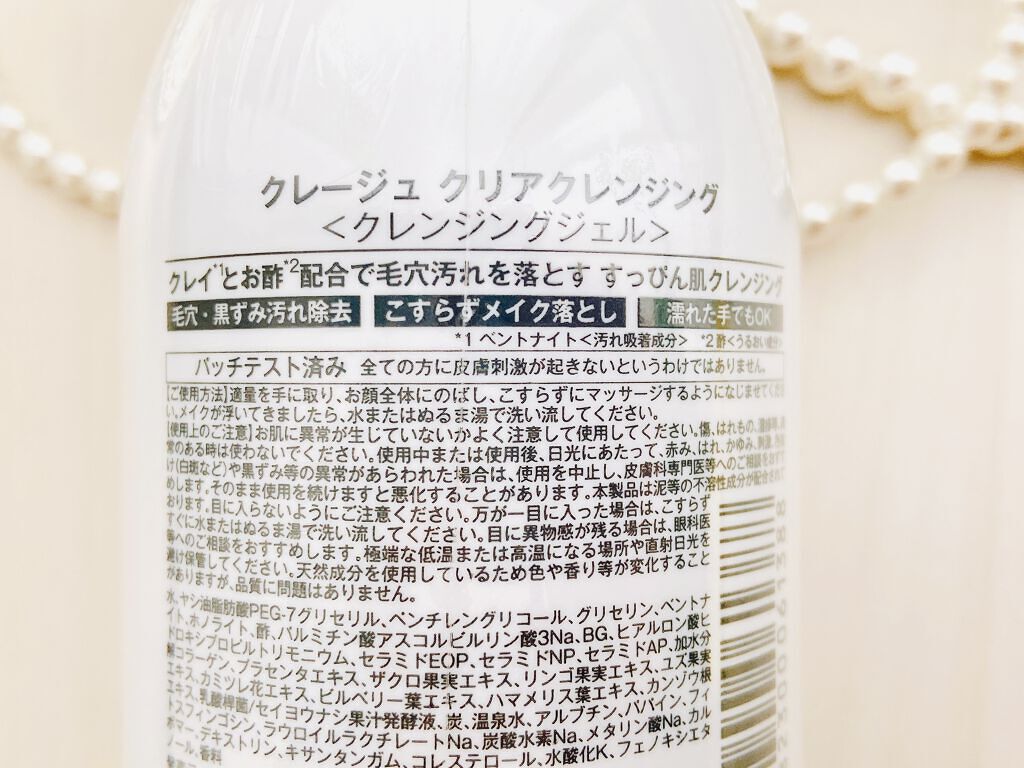 クレージュ クリアクレンジング
＜クレンジングジェル＞
クレイ*1とお酢*2配合で毛穴汚れを落とす すっぴん肌クレンジング
毛穴・黒ずみ汚れ除去 こすらずメイク落とし 濡れた手でもOK
*1 ベントナイト＜汚れ吸着成分＞ *2 酢＜うるおい成分＞
パッチテスト済み 全ての方に皮膚刺激が起きないというわけではありません。
【ご使用方法】適量を手に取り、お顔全体にのばし、こすらずにマッサージするようになじませてくださ
い。メイクが浮いてきましたら、水またはぬるま湯で洗い流してください。
【使用上のご注意】お肌に異常が生じていないかよく注意して使用してください。傷、はれもの、湿疹等、異
常のある時は使わないでください。使用中または使用後、日光にあたって、赤み、はれ、かゆみ、刺激、色抜
け(白斑など)や黒ずみ等の異常があらわれた場合は、使用を中止し、皮膚科専門医等へのご相談をおすす
めします。そのまま使用を続けますと悪化することがあります。本製品は泥等の不溶性成分が配合されて
おります。目に入らないようにご注意ください。万が一目に入った場合は、こすらず
すぐに水またはぬるま湯で洗い流してください。目に異物感が残る場合は、眼科医
等へのご相談をおすすめします。極端な低温または高温になる場所や直射日光を
避け保管してください。天然成分を使用しているため色や香り等が変化すること
がありますが、品質に問題はありません。
水、ヤシ油脂肪酸PEG-7グリセリル、ペンチレングリコール、グリセリン、ベントナ
イト、ホノライト、酢、パルミチン酸アスコルビルリン酸3Na、BG、ヒアルロン酸ヒ
ドロキシプロピルトリモニウム、セラミドEOP、セラミドNP、セラミドAP、加水分
解コラーゲン、プラセンタエキス、ザクロ果実エキス、リンゴ果実エキス、ユズ果実
エキス、カミツレ花エキス、ビルベリー葉エキス、ハマメリス葉エキス、カンゾウ根
エキス、乳酸桿菌/セイヨウナシ果汁発酵液、炭、温泉水、アルブチン、パパイン、フィ
トスフィンゴシン、ラウロイルラクチレートNa、炭酸水素Na、メタリン酸Na、カル
ボマー、デキストリン、キサンタンガム、コレステロール、水酸化K、フェノキシエタ
ノール、香料